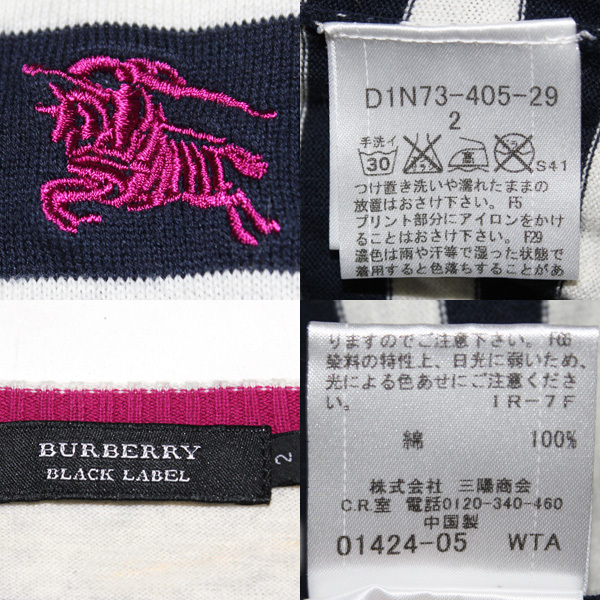 D1N73-405-29
2
手洗イ
30
S41
つけ置き洗いや濡れたままの
放置はおさけ下さい。 F5
プリント部分にアイロンをかけ
ることはおさけ下さい。 F29
濃色は雨や汗等で湿った状態で
着用すると色落ちすることがあ
BURBERRY
BLACK LABEL
2
りますのでご注意下さい。 F66
染料の特性上、日光に弱いため、
光による色あせにご注意くださ
い。 IR-7F
綿 100%
株式会社 三陽商会
C.R.室 電話0120-340-460
中国製
01424-05 WTA